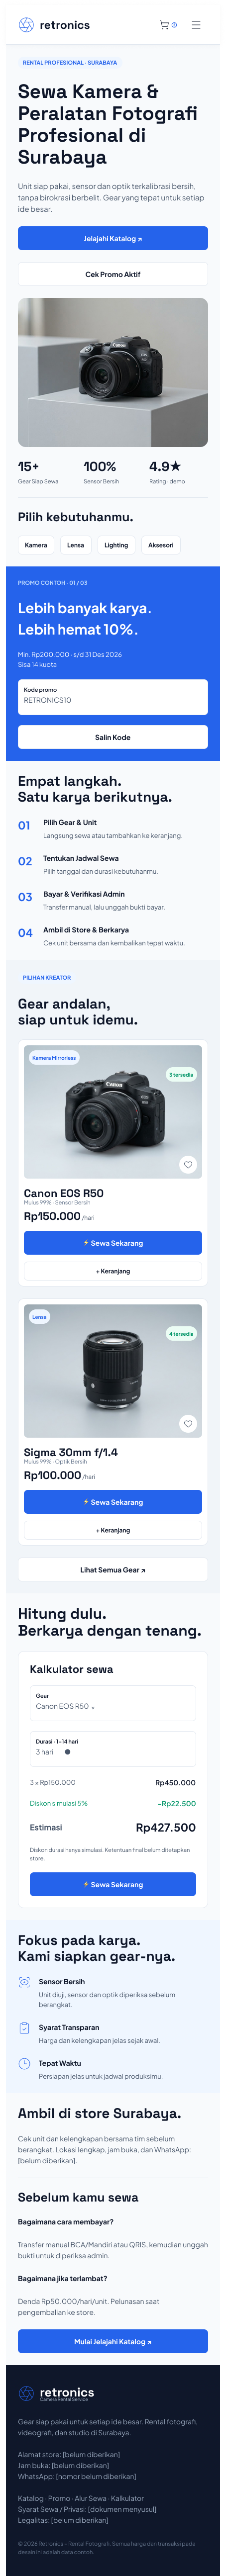 retronics
2
RENTAL PROFESIONAL · SURABAYA
Sewa Kamera &
Peralatan Fotografi
Profesional di
Surabaya
Unit siap pakai, sensor dan optik terkalibrasi bersih,
tanpa birokrasi berbelit. Gear yang tepat untuk setiap
ide besar.
Jelajahi Katalog ↗
Cek Promo Aktif
Canon
15+
Gear Siap Sewa
100%
Sensor Bersih
4.9★
Rating · demo
Pilih kebutuhanmu.
Kamera
Lensa
Lighting
Aksesori
PROMO CONTOH · 01 / 03
Lebih banyak karya.
Lebih hemat 10%.
Min. Rp200.000 · s/d 31 Des 2026
Sisa 14 kuota
Kode promo
RETRONICS10
Salin Kode
Empat langkah.
Satu karya berikutnya.
01
Pilih Gear & Unit
Langsung sewa atau tambahkan ke keranjang.
02
Tentukan Jadwal Sewa
Pilih tanggal dan durasi kebutuhanmu.
03
Bayar & Verifikasi Admin
Transfer manual, lalu unggah bukti bayar.
04
Ambil di Store & Berkarya
Cek unit bersama dan kembalikan tepat waktu.
PILIHAN KREATOR
Gear andalan,
siap untuk idemu.
Kamera Mirrorless
3 tersedia
Canon
Canon EOS R50
Mulus 99% · Sensor Bersih
Rp150.000 /hari
⚡ Sewa Sekarang
+ Keranjang
Lensa
4 tersedia
Sigma 30mm f/1.4
Mulus 99% · Optik Bersih
Rp100.000 /hari
⚡ Sewa Sekarang
+ Keranjang
Lihat Semua Gear ↗
Hitung dulu.
Berkarya dengan tenang.
Kalkulator sewa
Gear
Canon EOS R50
Durasi · 1–14 hari
3 hari
3 × Rp150.000
Rp450.000
Diskon simulasi 5%
−Rp22.500
Estimasi
Rp427.500
Diskon durasi hanya simulasi. Ketentuan final belum ditetapkan
store.
⚡ Sewa Sekarang
Fokus pada karya.
Kami siapkan gear-nya.
Sensor Bersih
Unit diuji, sensor dan optik diperiksa sebelum
berangkat.
Syarat Transparan
Harga dan kelengkapan jelas sejak awal.
Tepat Waktu
Persiapan jelas untuk jadwal produksimu.
Ambil di store Surabaya.
Cek unit dan kelengkapan bersama tim sebelum
berangkat. Lokasi lengkap, jam buka, dan WhatsApp:
[belum diberikan].
Sebelum kamu sewa
Bagaimana cara membayar?
Transfer manual BCA/Mandiri atau QRIS, kemudian unggah
bukti untuk diperiksa admin.
Bagaimana jika terlambat?
Denda Rp50.000/hari/unit. Pelunasan saat
pengembalian ke store.
Mulai Jelajahi Katalog ↗
retronics
Camera Rental Service
Gear siap pakai untuk setiap ide besar. Rental fotografi,
videografi, dan studio di Surabaya.
Alamat store: [belum diberikan]
Jam buka: [belum diberikan]
WhatsApp: [nomor belum diberikan]
Katalog · Promo · Alur Sewa · Kalkulator
Syarat Sewa / Privasi: [dokumen menyusul]
Legalitas: [belum diberikan]
© 2026 Retronics – Rental Fotografi. Semua harga dan transaksi pada
desain ini adalah data contoh.